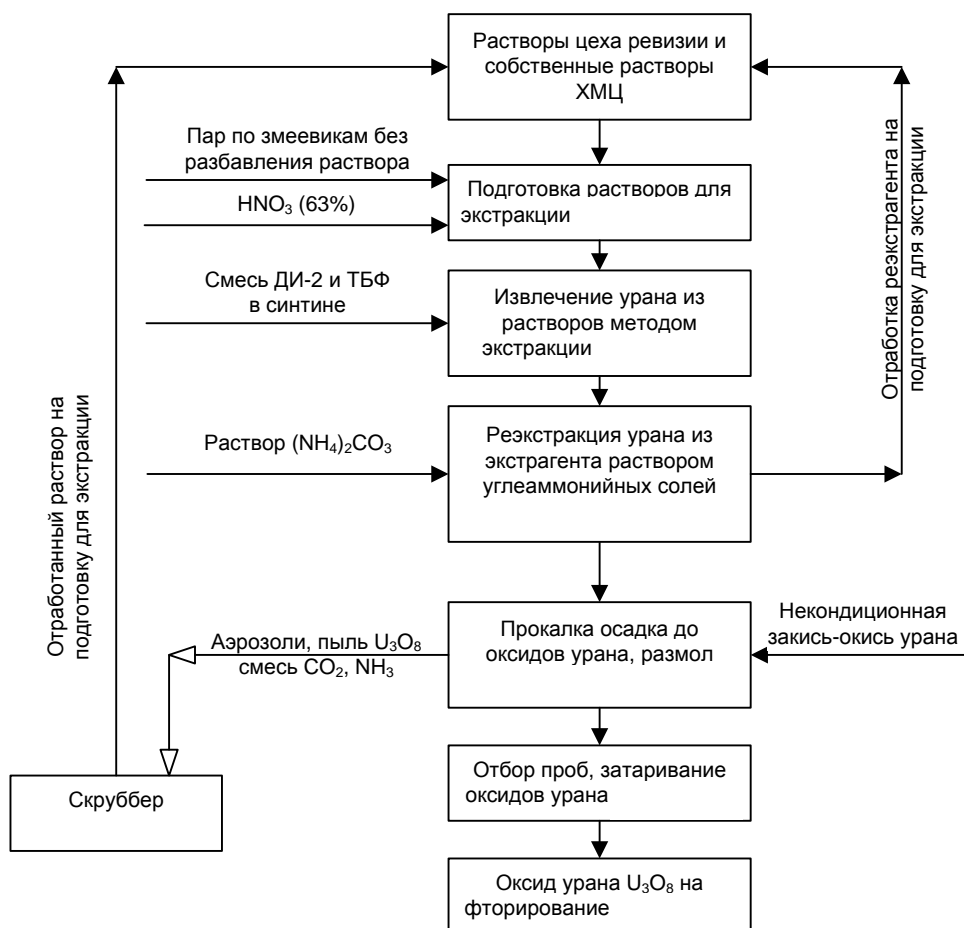 Растворы цеха ревизии и
собственные растворы
ХМЦ
Пар по змеевикам без
разбавления раствора
HNO₃ (63%)
Подготовка растворов для
экстракции
Смесь ДИ-2 и ТБФ
в синтине
Извлечение урана из
растворов методом
экстракции
Отработка реэкстрагента на
подготовку для экстракции
Раствор (NH₄)₂CO₃
Реэкстракция урана из
экстрагента раствором
углеаммонийных солей
Отработанный раствор на
подготовку для экстракции
Аэрозоли, пыль U₃O₈
смесь CO₂, NH₃
Прокалка осадка до
оксидов урана, размол
Некондиционная
закись-окись урана
Скруббер
Отбор проб, затаривание
оксидов урана
Оксид урана U₃O₈ на
фторирование